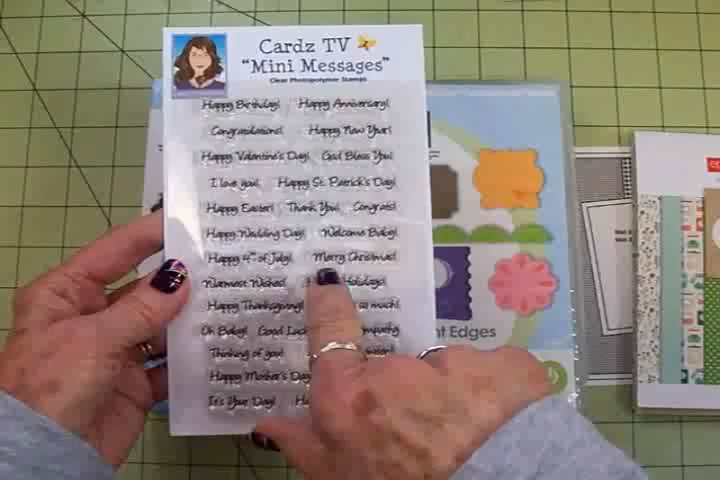 Cardz TV
"Mini Messages"
Clear Photopolymer Stamps
Happy Birthday! Happy Anniversary!
Congratulations! Happy New Year!
Happy Valentine's Day! God Bless You!
I love you! Happy St. Patrick's Day!
Happy Easter! Thank You! Congrats!
Happy Wedding Day! Welcome Baby!
Happy 4th of July! Merry Christmas!
Warmest Wishes! Holidays!
Happy Thanksgiving! so much!
Oh Baby! Good Luck
Thinking of you!
Happy Mother's Day
It's Your Day!
Edges